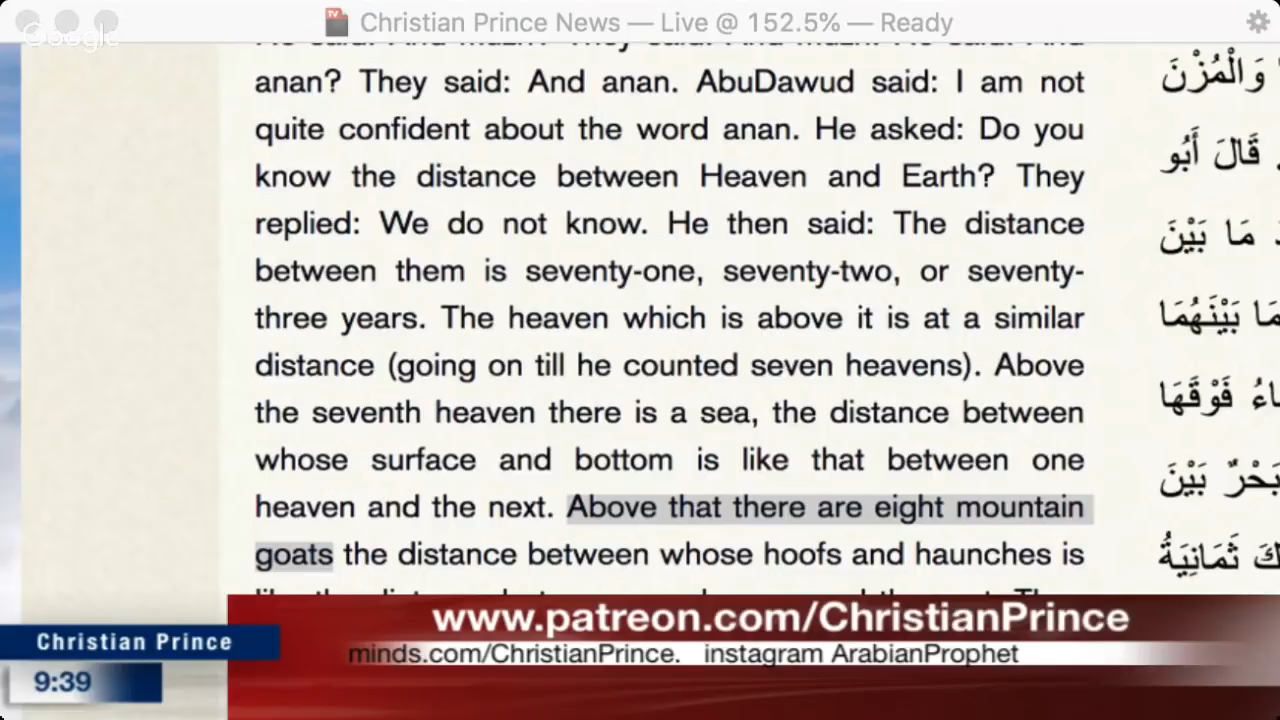 Christian Prince News — Live @ 152.5% — Ready
Google
anan? They said: And anan. AbuDawud said: I am not
quite confident about the word anan. He asked: Do you
know the distance between Heaven and Earth? They
replied: We do not know. He then said: The distance
between them is seventy-one, seventy-two, or seventy-
three years. The heaven which is above it is at a similar
distance (going on till he counted seven heavens). Above
the seventh heaven there is a sea, the distance between
whose surface and bottom is like that between one
heaven and the next. Above that there are eight mountain
goats the distance between whose hoofs and haunches is
وَالْمُزْنَ
قَالَ أَبُو
مَا بَيْنَ
بَيْنَهُمَا
فَوْقَهَا
بَحْرٌ بَيْنَ
ثَمَانِيَةُ
www.patreon.com/ChristianPrince
Christian Prince
minds.com/ChristianPrince. instagram ArabianProphet
9:39